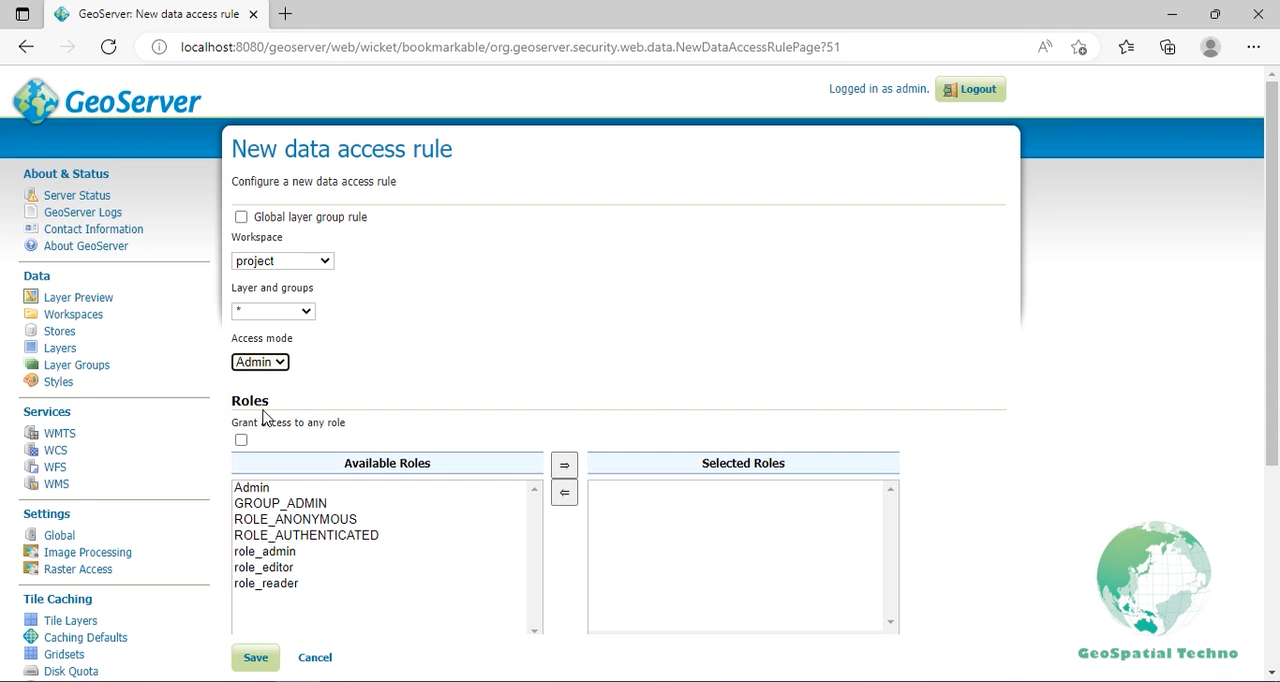 GeoServer: New data access rule
localhost:8080/geoserver/web/wicket/bookmarkable/org.geoserver.security.web.data.NewDataAccessRulePage?51
GeoServer
Logged in as admin.
Logout
About & Status
Server Status
GeoServer Logs
Contact Information
About GeoServer
Data
Layer Preview
Workspaces
Stores
Layers
Layer Groups
Styles
Services
WMTS
WCS
WFS
WMS
Settings
Global
Image Processing
Raster Access
Tile Caching
Tile Layers
Caching Defaults
Gridsets
Disk Quota
New data access rule
Configure a new data access rule
Global layer group rule
Workspace
project
Layer and groups
*
Access mode
Admin
Roles
Grant access to any role
Available Roles
Selected Roles
Admin
GROUP_ADMIN
ROLE_ANONYMOUS
ROLE_AUTHENTICATED
role_admin
role_editor
role_reader
Save
Cancel
GeoSpatial Techno